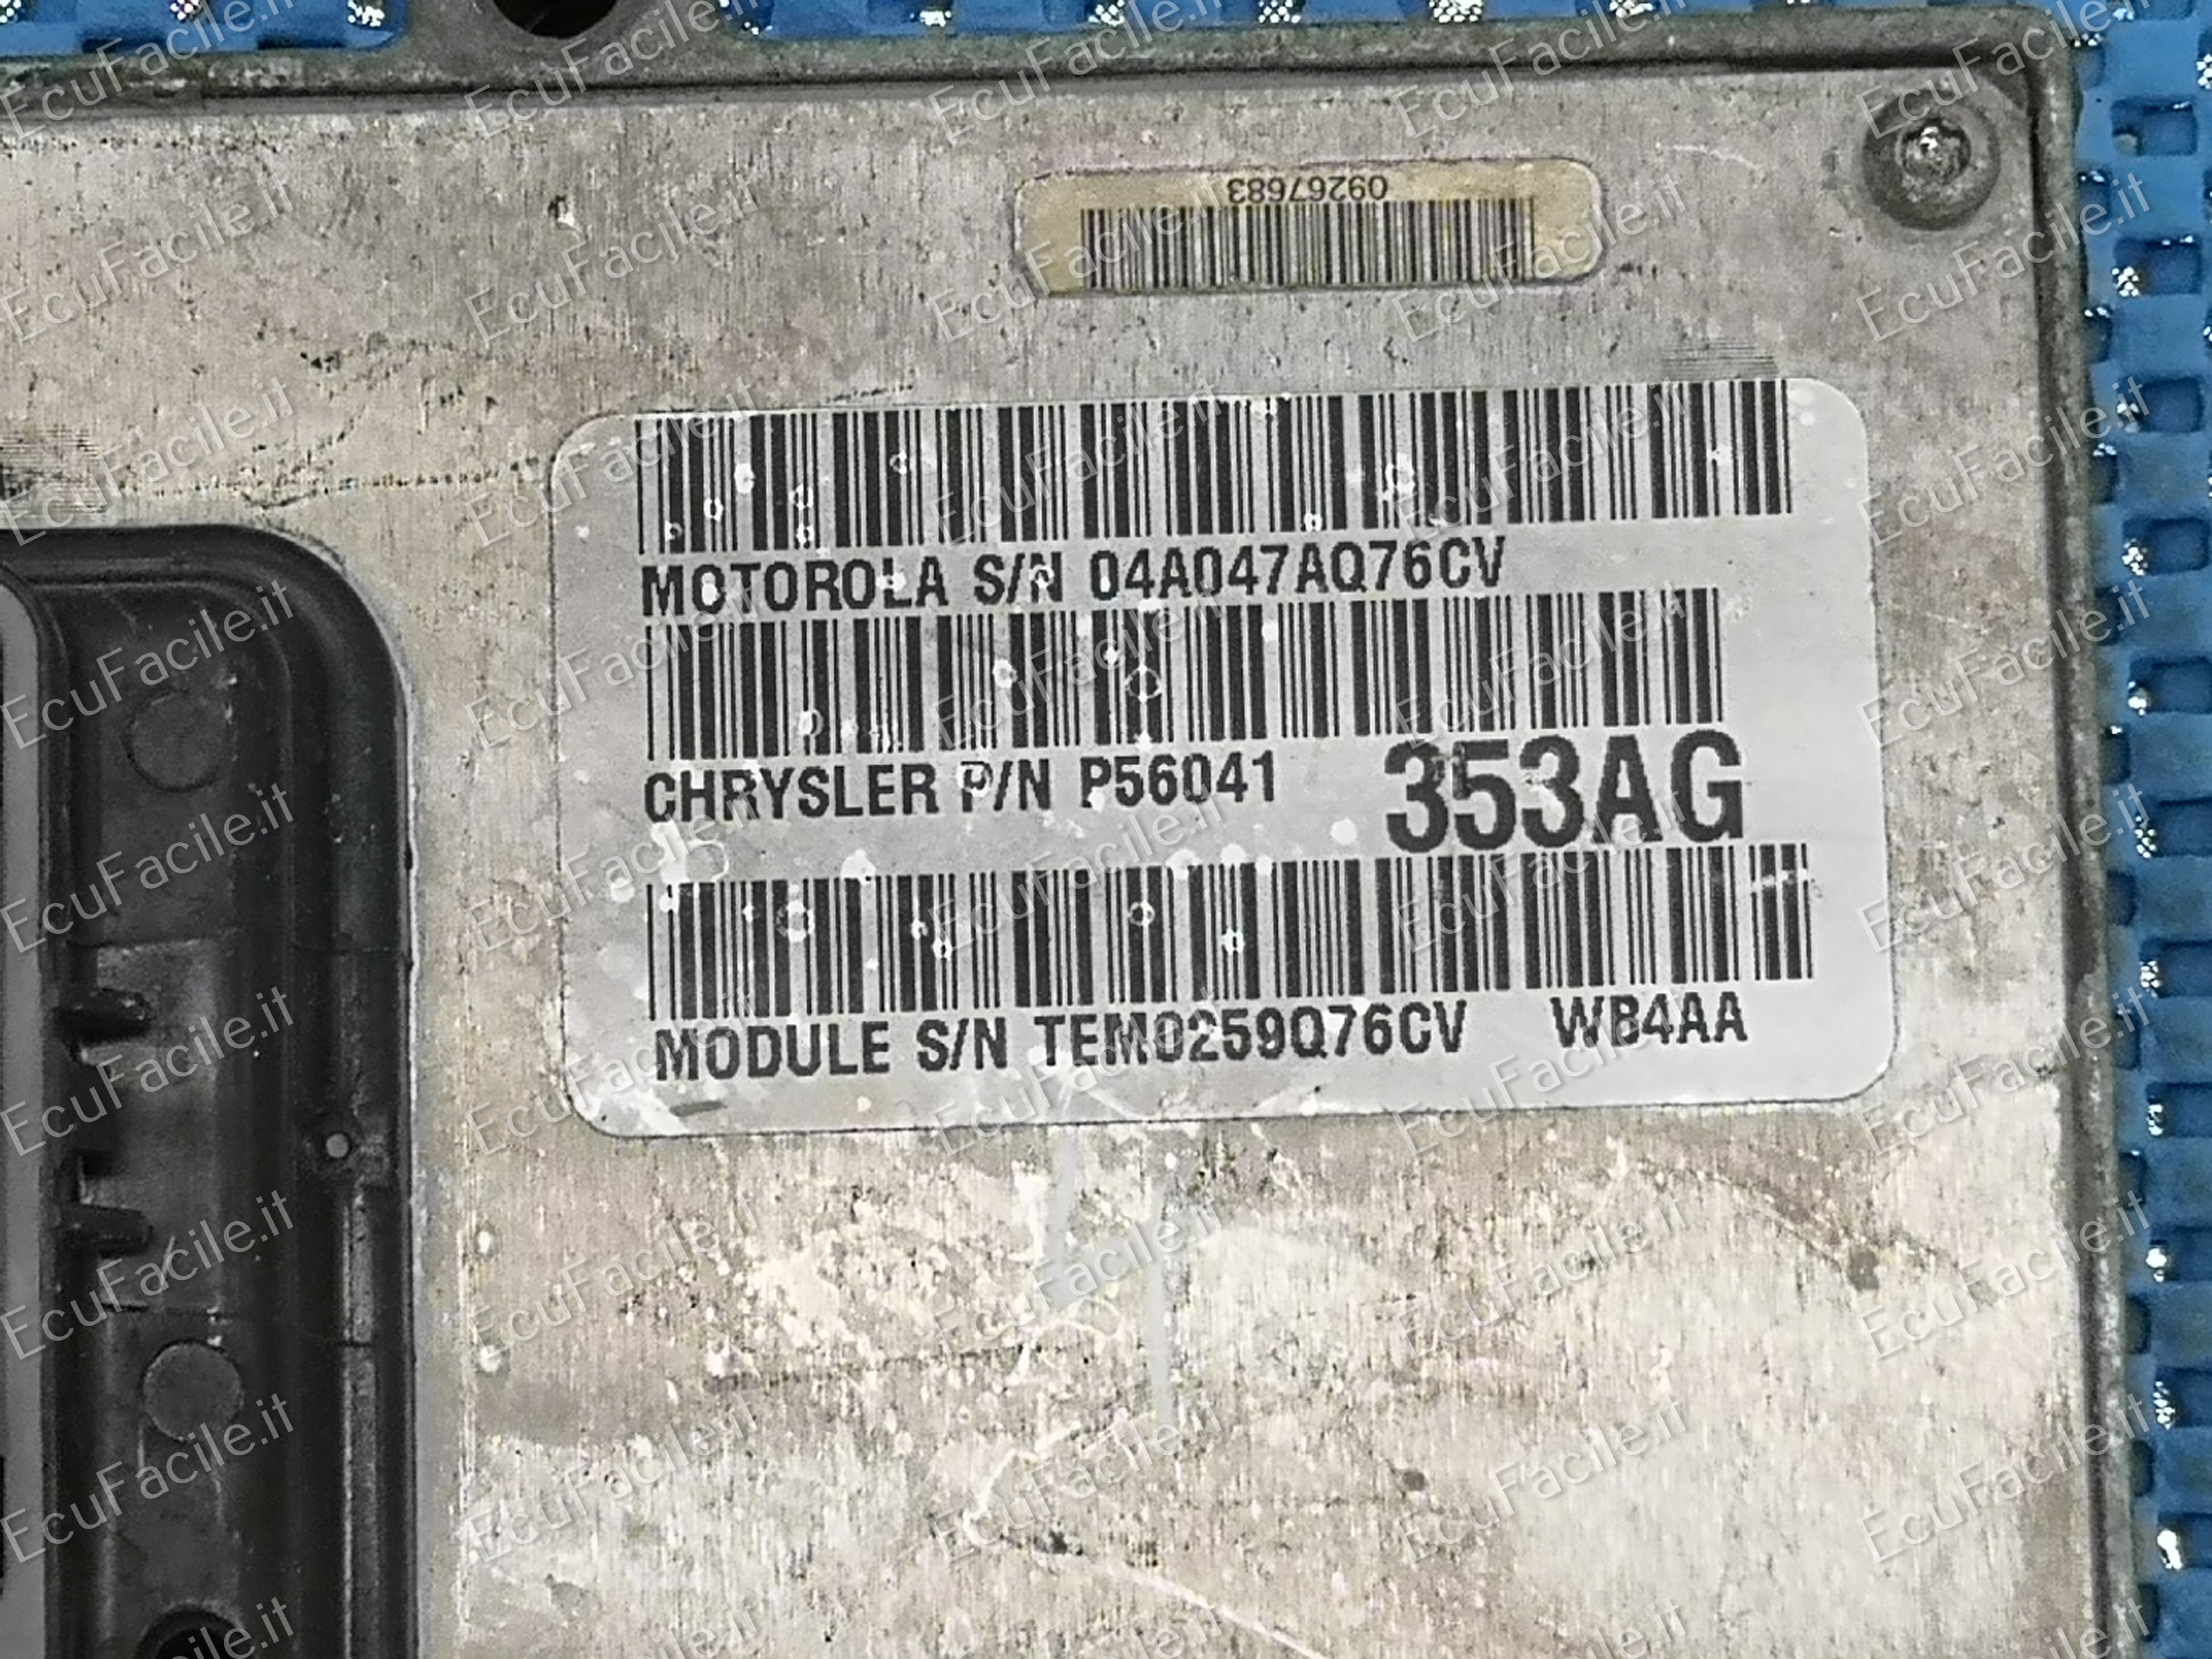 09267683
MOTOROLA S/N 04A047AQ76CV
CHRYSLER P/N P56041 353AG
MODULE S/N TEM0259Q76CV WB4AA
EcuFacile.it